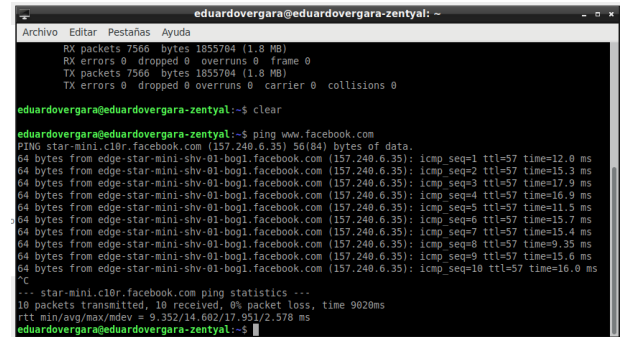 eduardovergara@eduardovergara-zentyal: ~
Archivo Editar Pestañas Ayuda
RX packets 7566 bytes 1855704 (1.8 MB)
RX errors 0 dropped 0 overruns 0 frame 0
TX packets 7566 bytes 1855704 (1.8 MB)
TX errors 0 dropped 0 overruns 0 carrier 0 collisions 0
eduardovergara@eduardovergara-zentyal:~$ clear
eduardovergara@eduardovergara-zentyal:~$ ping www.facebook.com
PING star-mini.c10r.facebook.com (157.240.6.35) 56(84) bytes of data.
64 bytes from edge-star-mini-shv-01-bog1.facebook.com (157.240.6.35): icmp_seq=1 ttl=57 time=12.0 ms
64 bytes from edge-star-mini-shv-01-bog1.facebook.com (157.240.6.35): icmp_seq=2 ttl=57 time=15.3 ms
64 bytes from edge-star-mini-shv-01-bog1.facebook.com (157.240.6.35): icmp_seq=3 ttl=57 time=17.9 ms
64 bytes from edge-star-mini-shv-01-bog1.facebook.com (157.240.6.35): icmp_seq=4 ttl=57 time=16.9 ms
64 bytes from edge-star-mini-shv-01-bog1.facebook.com (157.240.6.35): icmp_seq=5 ttl=57 time=11.5 ms
64 bytes from edge-star-mini-shv-01-bog1.facebook.com (157.240.6.35): icmp_seq=6 ttl=57 time=15.7 ms
64 bytes from edge-star-mini-shv-01-bog1.facebook.com (157.240.6.35): icmp_seq=7 ttl=57 time=15.4 ms
64 bytes from edge-star-mini-shv-01-bog1.facebook.com (157.240.6.35): icmp_seq=8 ttl=57 time=9.35 ms
64 bytes from edge-star-mini-shv-01-bog1.facebook.com (157.240.6.35): icmp_seq=9 ttl=57 time=15.6 ms
64 bytes from edge-star-mini-shv-01-bog1.facebook.com (157.240.6.35): icmp_seq=10 ttl=57 time=16.0 ms
^C
--- star-mini.c10r.facebook.com ping statistics ---
10 packets transmitted, 10 received, 0% packet loss, time 9020ms
rtt min/avg/max/mdev = 9.352/14.602/17.951/2.578 ms
eduardovergara@eduardovergara-zentyal:~$